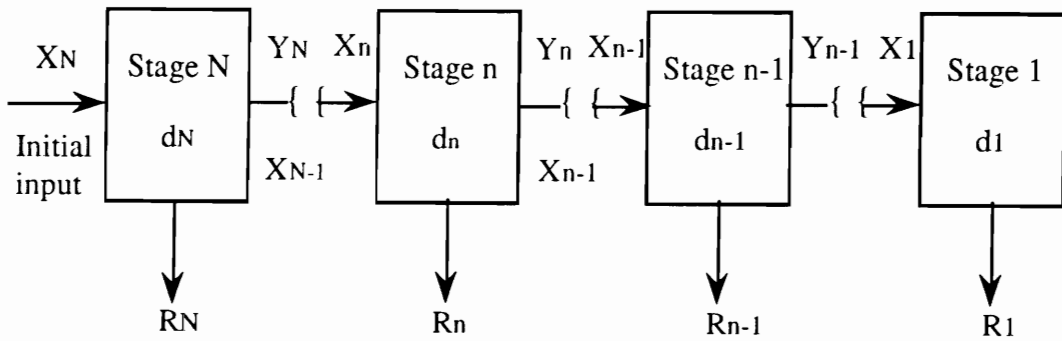 XN
Initial
input
Stage N
dN
YN
XN-1
Xn
Stage n
dn
Yn
Xn-1
Xn-1
Stage n-1
dn-1
Yn-1
X1
Stage 1
d1
RN
Rn
Rn-1
R1